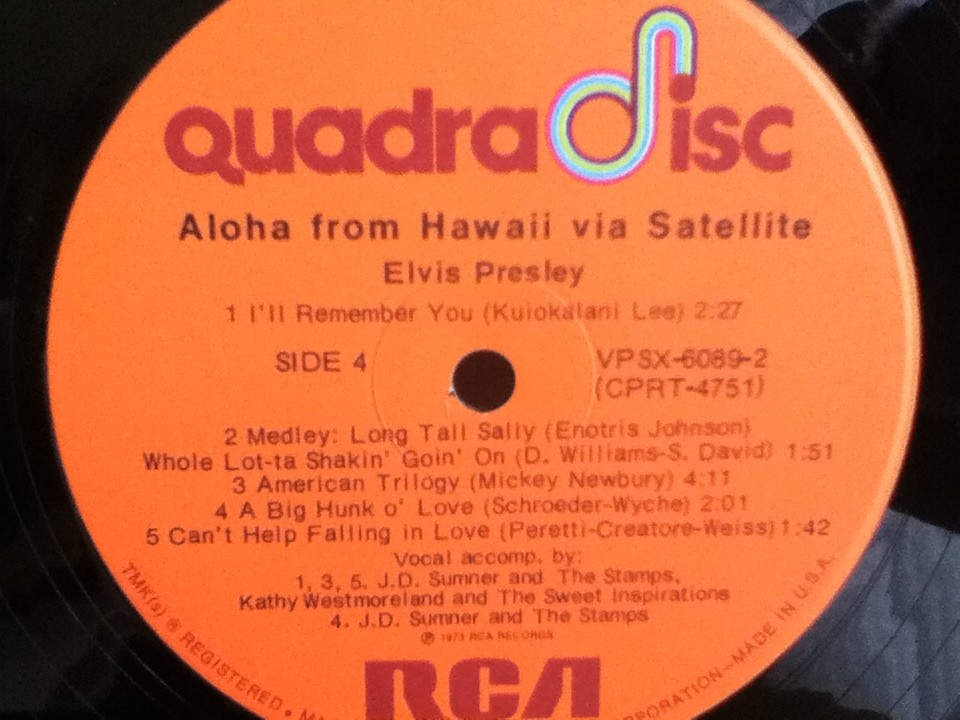 quadradisc
Aloha from Hawaii via Satellite
Elvis Presley
1 I'll Remember You (Kuiokalani Lee) 2:27
SIDE 4
VPSX-6089-2
(CPRT-4751)
2 Medley: Long Tall Sally (Enotris Johnson)
Whole Lot-ta Shakin' Goin' On (D. Williams-S. David) 1:51
3 American Trilogy (Mickey Newbury) 4:11
4 A Big Hunk o' Love (Schroeder-Wyche) 2:01
5 Can't Help Falling in Love (Peretti-Creatore-Weiss) 1:42
Vocal accomp. by:
1, 3, 5. J.D. Sumner and The Stamps,
Kathy Westmoreland and The Sweet Inspirations
4. J.D. Sumner and The Stamps
℗ 1973 RCA RECORDS
RCA
TMK(s) ® REGISTERED • MA
ORPORATION—MADE IN U.S.A.